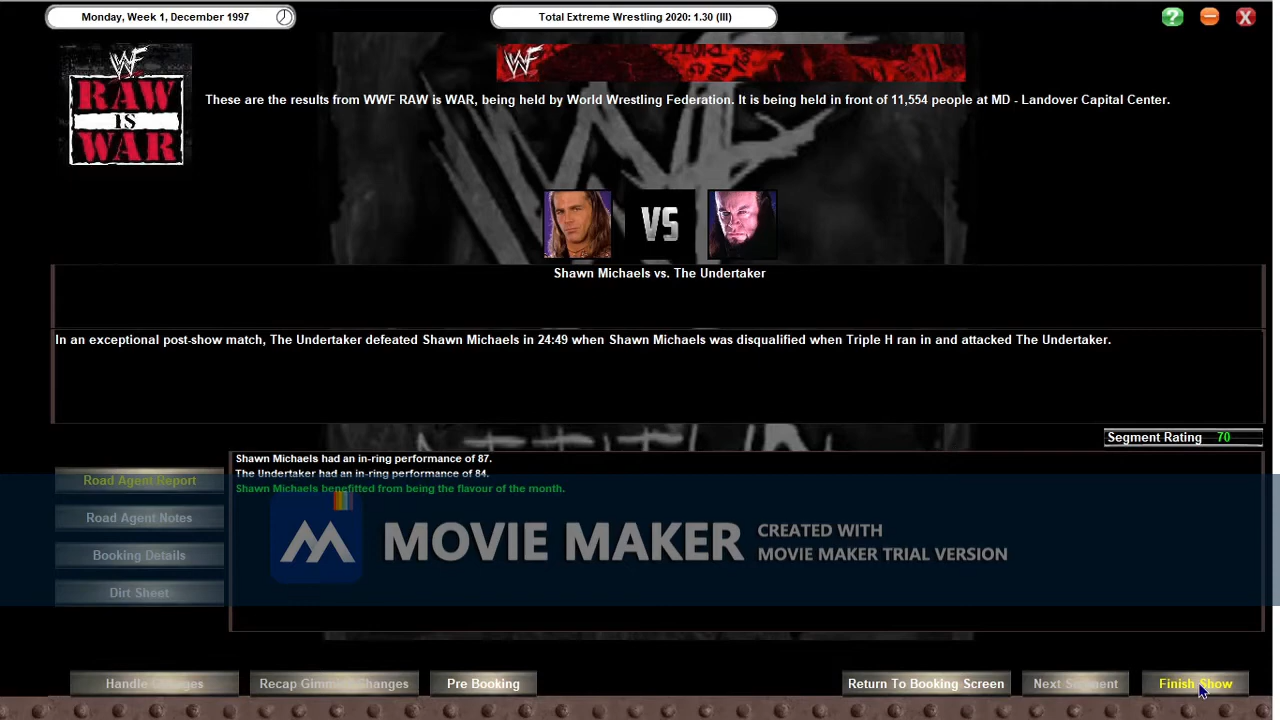 Monday, Week 1, December 1997
Total Extreme Wrestling 2020: 1.30 (III)
RAW
IS
WAR
These are the results from WWF RAW is WAR, being held by World Wrestling Federation. It is being held in front of 11,554 people at MD - Landover Capital Center.
VS
Shawn Michaels vs. The Undertaker
In an exceptional post-show match, The Undertaker defeated Shawn Michaels in 24:49 when Shawn Michaels was disqualified when Triple H ran in and attacked The Undertaker.
Segment Rating 70
Shawn Michaels had an in-ring performance of 87.
The Undertaker had an in-ring performance of 84.
Shawn Michaels benefitted from being the flavour of the month.
Road Agent Report
Road Agent Notes
Booking Details
Dirt Sheet
MOVIE MAKER
CREATED WITH
MOVIE MAKER TRIAL VERSION
Pre Booking
Return To Booking Screen
Next Segment
Finish Show